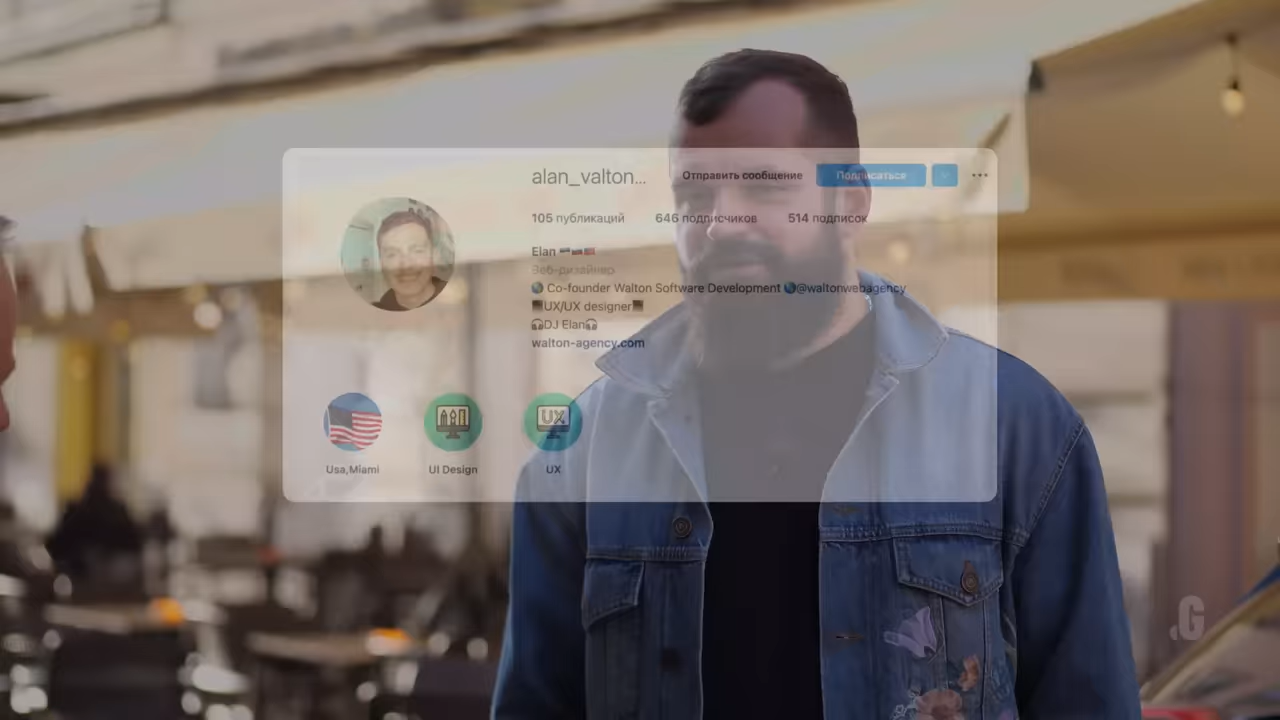 alan_valton...
Отправить сообщение
Подписаться
105 публикаций 646 подписчиков 514 подписок
Elan
Веб-дизайнер
Co-founder Walton Software Development @waltonwebagency
UX/UX designer
DJ Elan
walton-agency.com
UX
Usa,Miami UI Design UX
.G